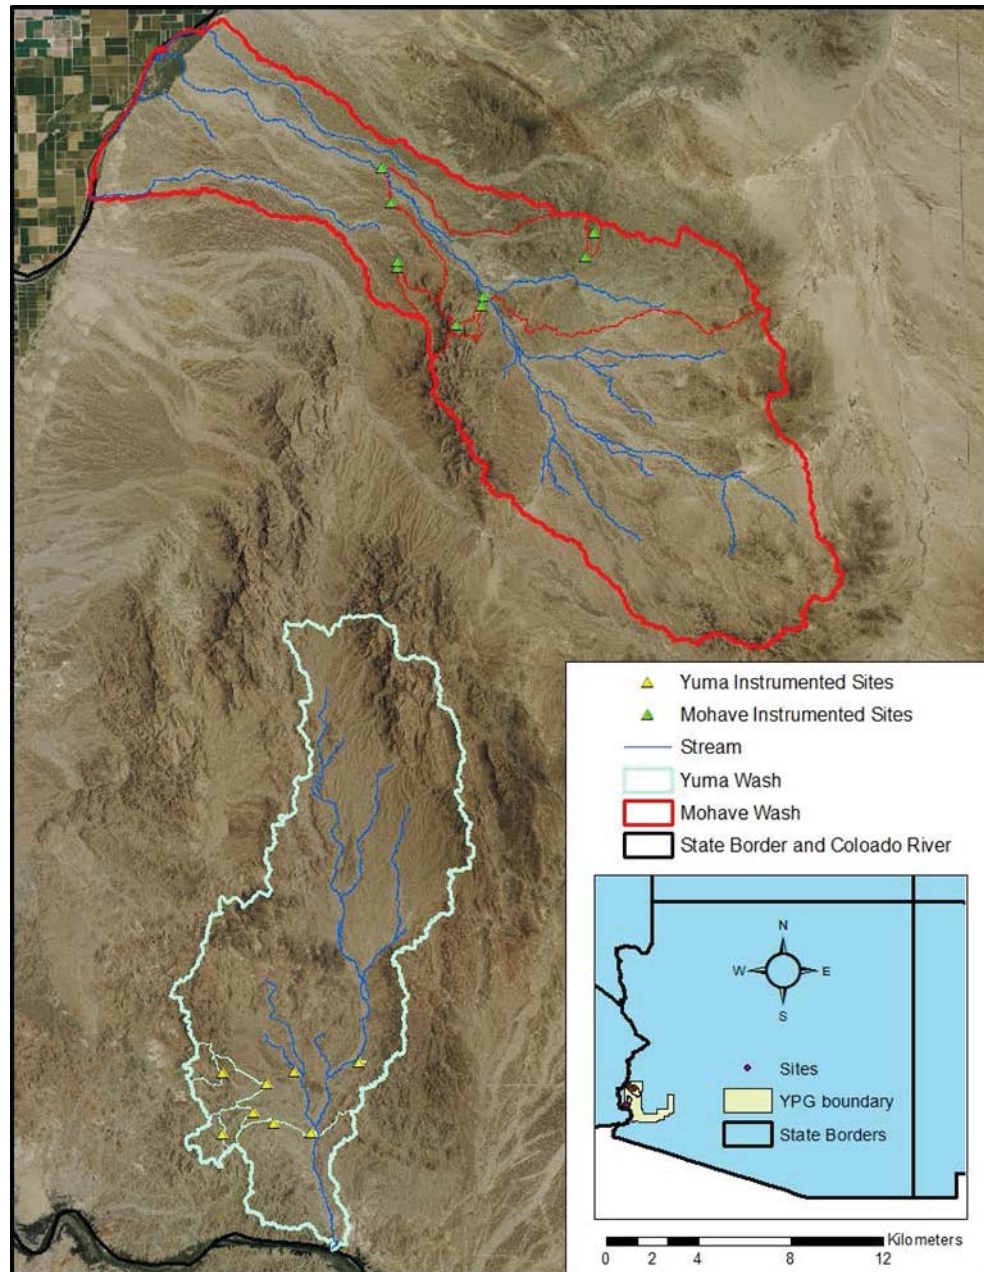 Yuma Instrumented Sites
Mohave Instrumented Sites
Stream
Yuma Wash
Mohave Wash
State Border and Coloado River
N
W E
S
Sites
YPG boundary
State Borders
Kilometers
0 2 4 8 12